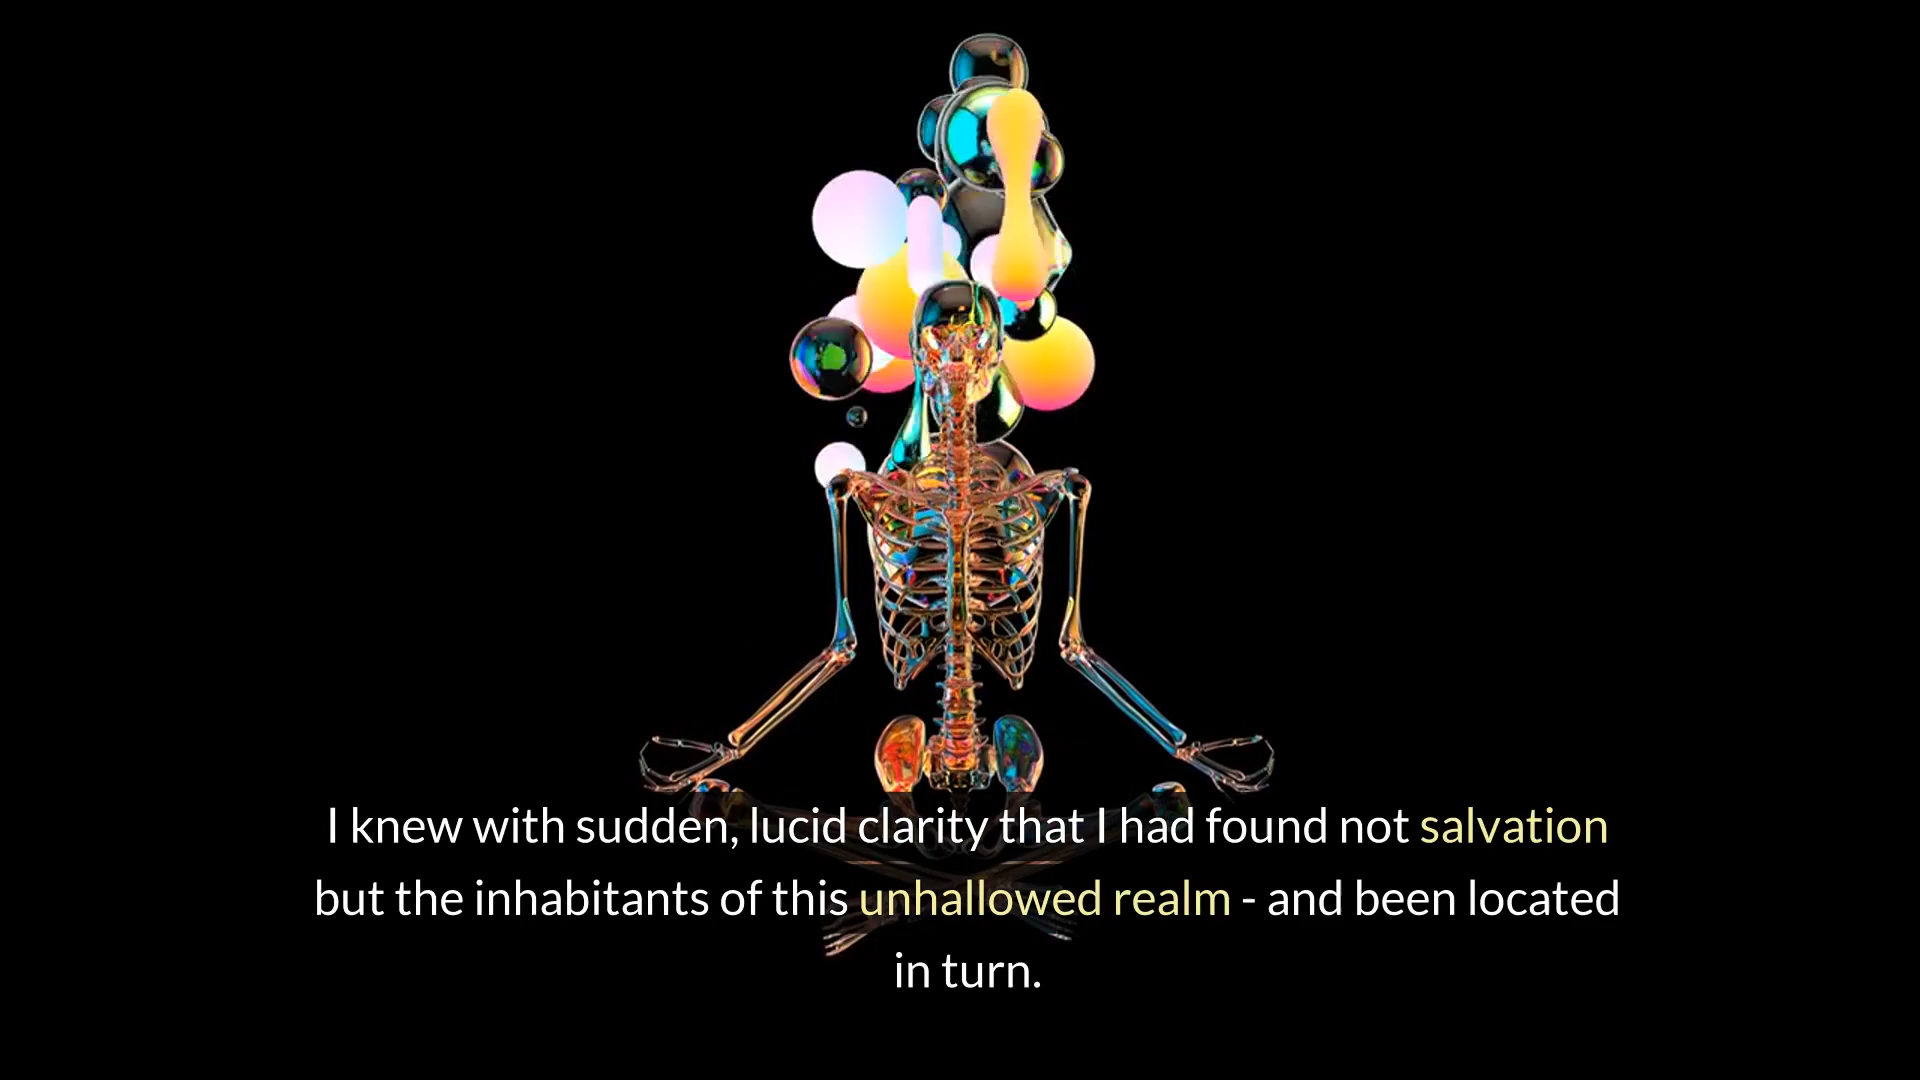 I knew with sudden, lucid clarity that I had found not salvation
but the inhabitants of this unhallowed realm - and been located
in turn.